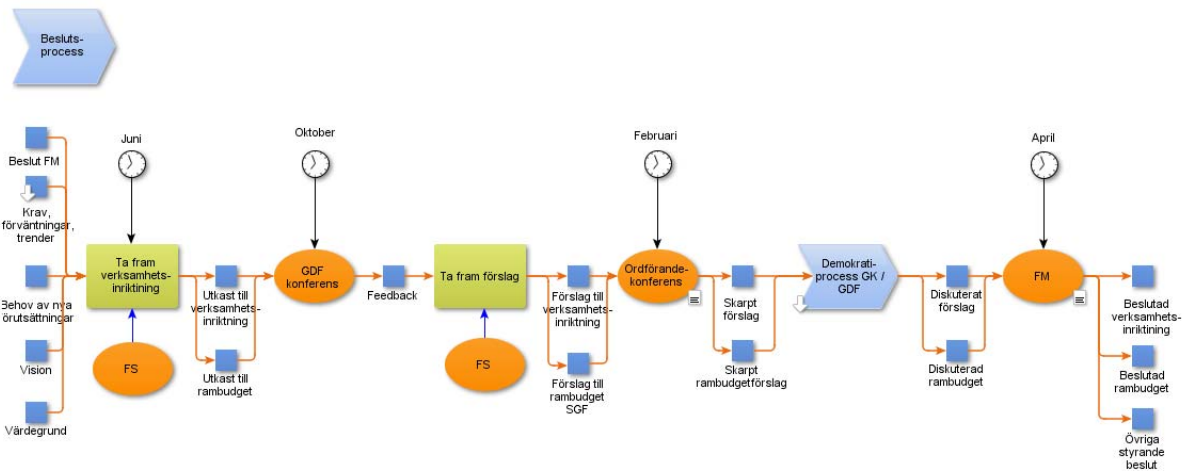 Besluts-
process
Juni
Oktober
Februari
April
Beslut FM
Krav,
förväntningar,
trender
Behov av nya
örutsättningar
Vision
Värdegrund
Ta fram
verksamhets-
inriktning
FS
Utkast till
verksamhets-
inriktning
Utkast till
rambudget
GDF
konferens
Feedback
Ta fram förslag
FS
Förslag till
verksamhets-
inriktning
Förslag till
rambudget
SGF
Ordförande-
konferens
Skarpt
förslag
Skarpt
rambudgetförslag
Demokrati-
process GK /
GDF
Diskuterat
förslag
Diskuterad
rambudget
FM
Beslutad
verksamhets-
inriktining
Beslutad
rambudget
Övriga
styrande
beslut